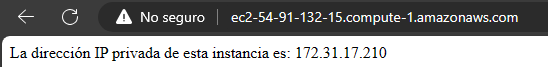 No seguro ec2-54-91-132-15.compute-1.amazonaws.com
La dirección IP privada de esta instancia es: 172.31.17.210